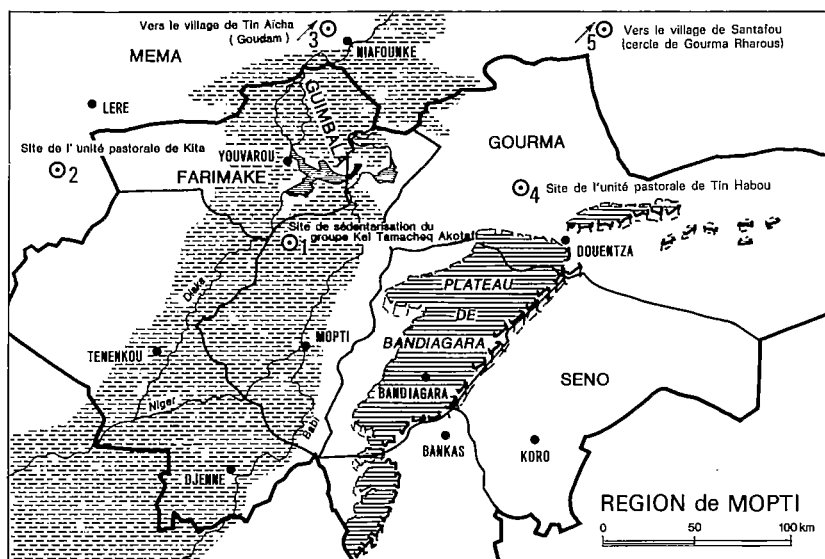 Vers le village de Tin Aïcha
( Goudam )
3
5
Vers le village de Santafou
(cercle de Gourma Rharous)
MEMA
NIAFOUNKE
LERE
GUIMBALA
GOURMA
Site de l' unité pastorale de Kita
2
YOUVAROU
FARIMAKE
4
Site de l'unité pastorale de Tin Habou
Site de sédentarisation du
groupe Kel Tamacheq Akotaf
1
DOUENTZA
Diaka
PLATEAU
DE
BANDIAGARA
MOPTI
TENENKOU
BANDIAGARA
SENO
Niger
Bani
BANKAS
KORO
DJENNE
REGION de MOPTI
0 50 100 km